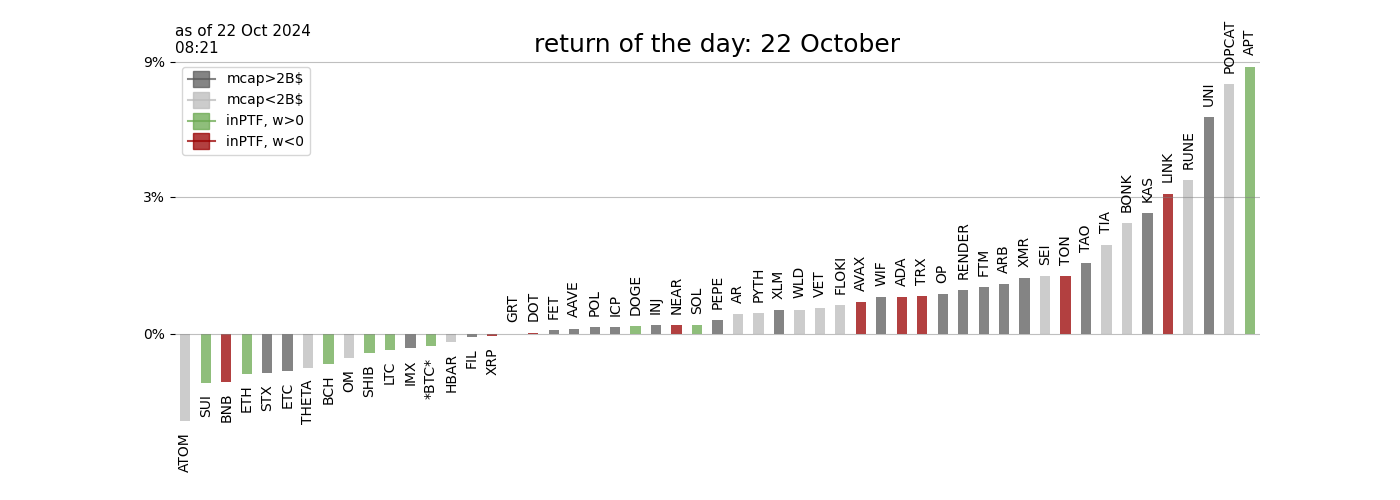 as of 22 Oct 2024
08:21
return of the day: 22 October
9%
3%
0%
mcap>2B$
mcap<2B$
inPTF, w>0
inPTF, w<0
ATOM
SUI
BNB
ETH
STX
ETC
THETA
BCH
OM
SHIB
LTC
IMX
*BTC*
HBAR
FIL
XRP
GRT
DOT
FET
AAVE
POL
ICP
DOGE
INJ
NEAR
SOL
PEPE
AR
PYTH
XLM
WLD
VET
FLOKI
AVAX
WIF
ADA
TRX
OP
RENDER
FTM
ARB
XMR
SEI
TON
TAO
TIA
BONK
KAS
LINK
RUNE
UNI
POPCAT
APT